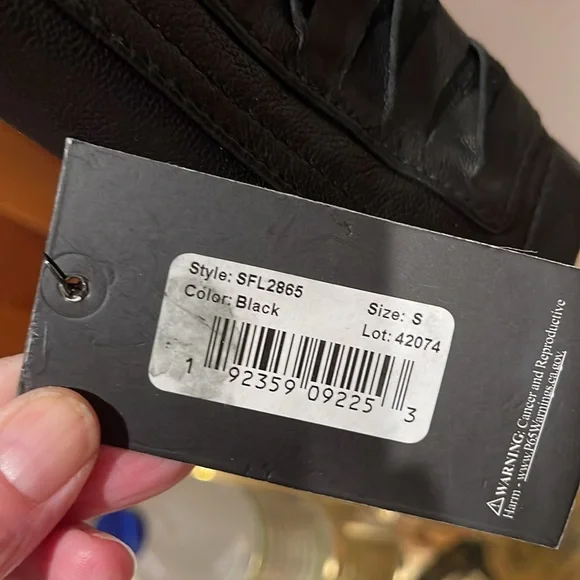 Style: SFL2865
Color: Black
Size: S
Lot: 42074
1 92359 09225 3
⚠WARNING: Cancer and Reproductive
Harm - www.P65Warnings.ca.gov.